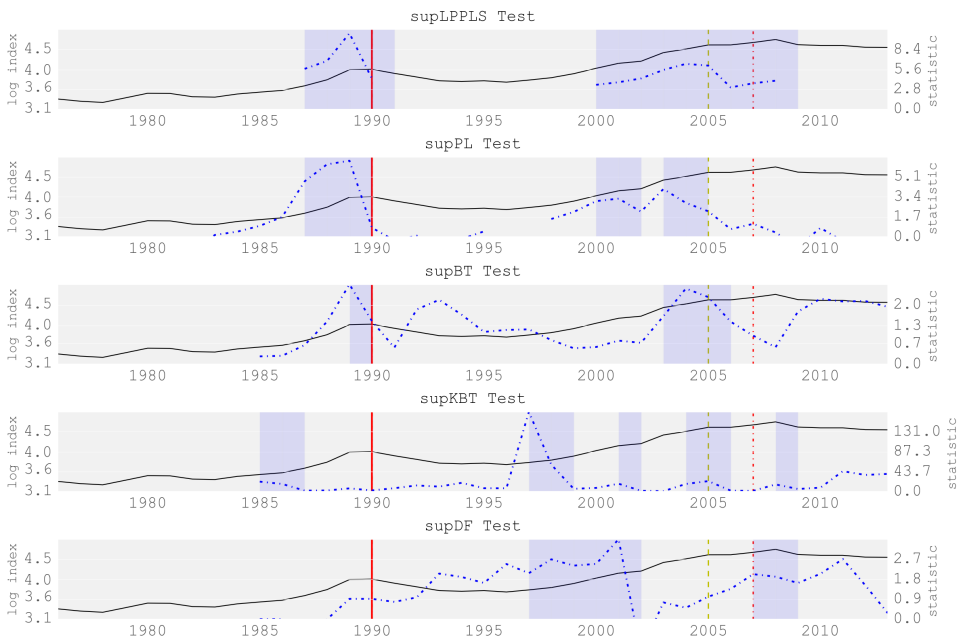 supLPPLS Test
log index
4.5
4.0
3.6
3.1
8.4
5.6
2.8
0.0
statistic
1980 1985 1990 1995 2000 2005 2010
supPL Test
log index
4.5
4.0
3.6
3.1
5.1
3.4
1.7
0.0
statistic
1980 1985 1990 1995 2000 2005 2010
supBT Test
log index
4.5
4.0
3.6
3.1
2.0
1.3
0.7
0.0
statistic
1980 1985 1990 1995 2000 2005 2010
supKBT Test
log index
4.5
4.0
3.6
3.1
131.0
87.3
43.7
0.0
statistic
1980 1985 1990 1995 2000 2005 2010
supDF Test
log index
4.5
4.0
3.6
3.1
2.7
1.8
0.9
0.0
statistic
1980 1985 1990 1995 2000 2005 2010